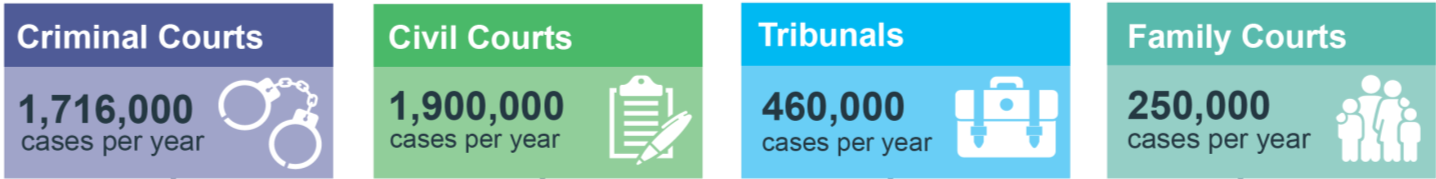 Criminal Courts
1,716,000
cases per year
Civil Courts
1,900,000
cases per year
Tribunals
460,000
cases per year
Family Courts
250,000
cases per year